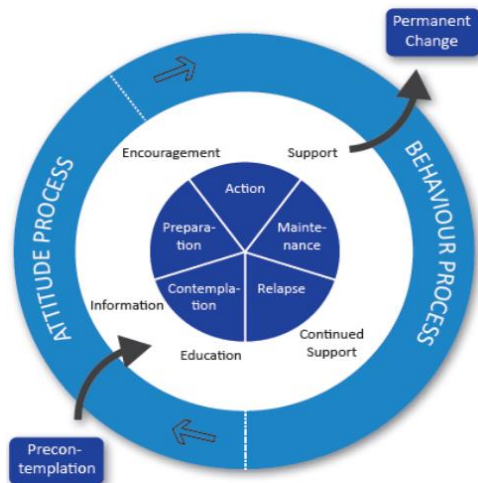 Permanent
Change
ATTITUDE PROCESS
BEHAVIOUR PROCESS
Encouragement
Support
Action
Prepara-
tion
Mainte-
nance
Contempla-
tion
Relapse
Information
Education
Continued
Support
Precon-
templation